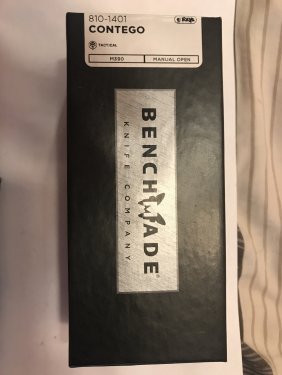 810-1401
CONTEGO
TACTICAL
M390
MANUAL OPEN
BENCHMADE®
KNIFE COMPANY